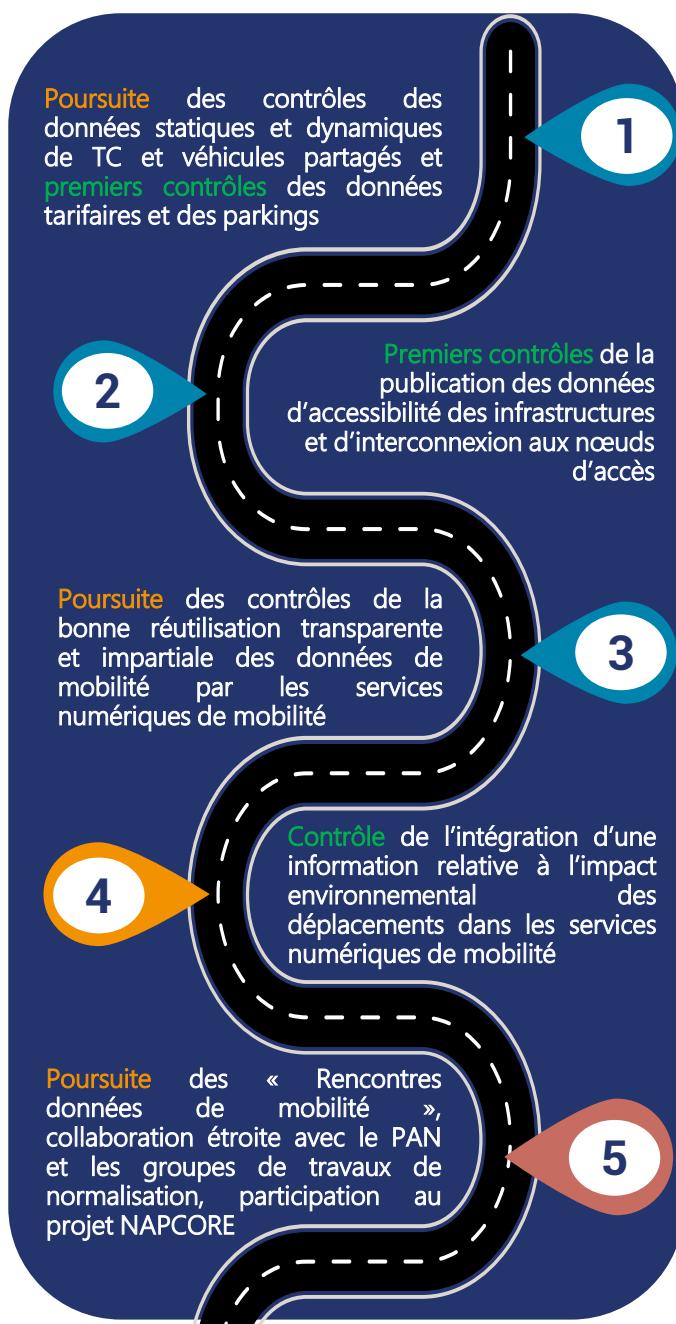 Poursuite des contrôles des
données statiques et dynamiques
de TC et véhicules partagés et
premiers contrôles des données
tarifaires et des parkings
1
2
Premiers contrôles de la
publication des données
d'accessibilité des infrastructures
et d'interconnexion aux nœuds
d'accès
Poursuite des contrôles de la
bonne réutilisation transparente
et impartiale des données de
mobilité par les services
numériques de mobilité
3
4
Contrôle de l'intégration d'une
information relative à l'impact
environnemental des
déplacements dans les services
numériques de mobilité
Poursuite des « Rencontres
données de mobilité »,
collaboration étroite avec le PAN
et les groupes de travaux de
normalisation, participation au
projet NAPCORE
5